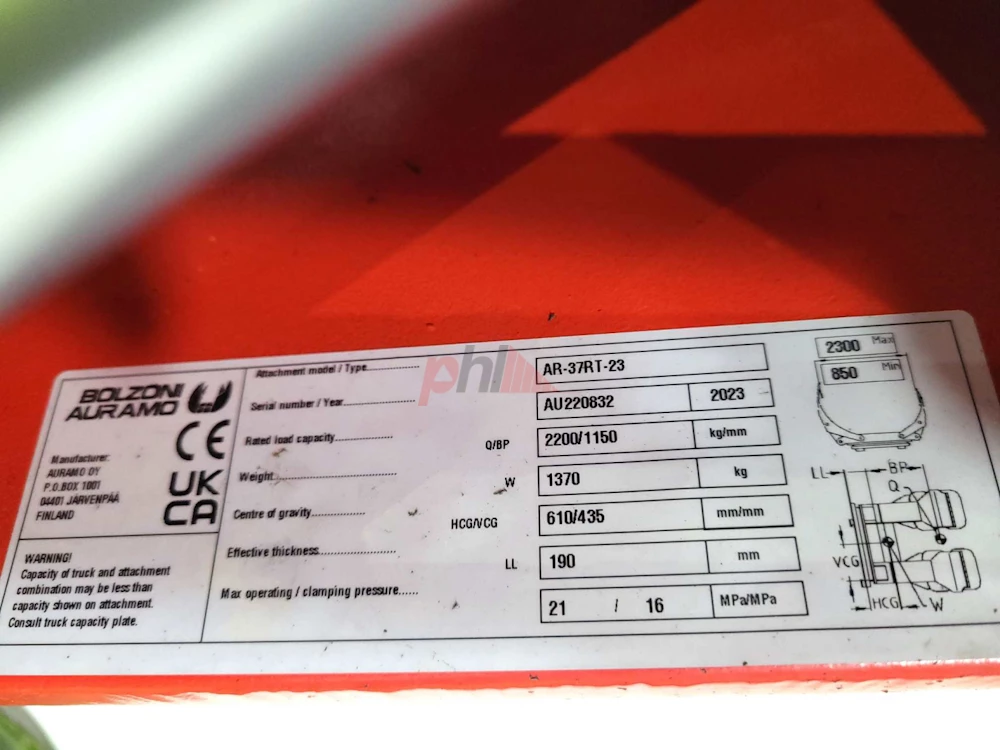 BOLZONI
AURAMO
CE
UK
CA
Manufacturer:
AURAMO OY
P.O.BOX 1001
04401 JÄRVENPÄÄ
FINLAND
WARNING!
Capacity of truck and attachment
combination may be less than
capacity shown on attachment.
Consult truck capacity plate.
phl
Attachment model / Type................ AR-37RT-23
Serial number / Year..................... AU220832 2023
Rated load capacity................ Q/BP 2200/1150 kg/mm
Weight................................. W 1370 kg
Centre of gravity................ HCG/VCG 610/435 mm/mm
Effective thickness....................... LL 190 mm
Max operating / clamping pressure...... 21 / 16 MPa/MPa
2300 Max
850 Min
LL BP
Q
VCG
HCG W